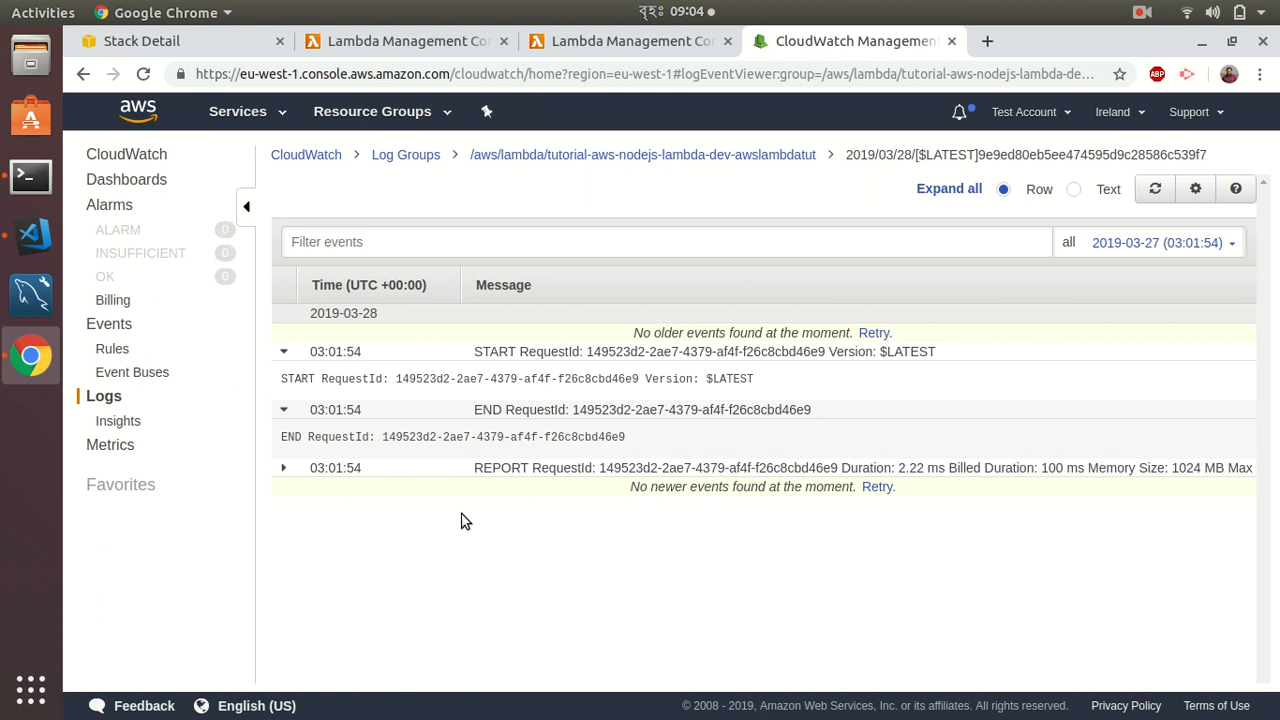 Activities Google Chrome বৃহঃ 09:04
Stack Detail Lambda Management Co Lambda Management Co CloudWatch Management
https://eu-west-1.console.aws.amazon.com/cloudwatch/home?region=eu-west-1#logEventViewer:group=/aws/lambda/tutorial-aws-nodejs-lambda-de... ABP
aws Services Resource Groups Test Account Ireland Support
CloudWatch
Dashboards
Alarms
ALARM 0
INSUFFICIENT 0
OK 0
Billing
Events
Rules
Event Buses
Logs
Insights
Metrics
Favorites
CloudWatch Log Groups /aws/lambda/tutorial-aws-nodejs-lambda-dev-awslambdatut 2019/03/28/[$LATEST]9e9ed80eb5ee474595d9c28586c539f7
Expand all Row Text
Filter events all 2019-03-27 (03:01:54)
Time (UTC +00:00) Message
2019-03-28
No older events found at the moment. Retry.
03:01:54 START RequestId: 149523d2-2ae7-4379-af4f-f26c8cbd46e9 Version: $LATEST
START RequestId: 149523d2-2ae7-4379-af4f-f26c8cbd46e9 Version: $LATEST
03:01:54 END RequestId: 149523d2-2ae7-4379-af4f-f26c8cbd46e9
END RequestId: 149523d2-2ae7-4379-af4f-f26c8cbd46e9
03:01:54 REPORT RequestId: 149523d2-2ae7-4379-af4f-f26c8cbd46e9 Duration: 2.22 ms Billed Duration: 100 ms Memory Size: 1024 MB Max
No newer events found at the moment. Retry.
Feedback English (US) © 2008 - 2019, Amazon Web Services, Inc. or its affiliates. All rights reserved. Privacy Policy Terms of Use